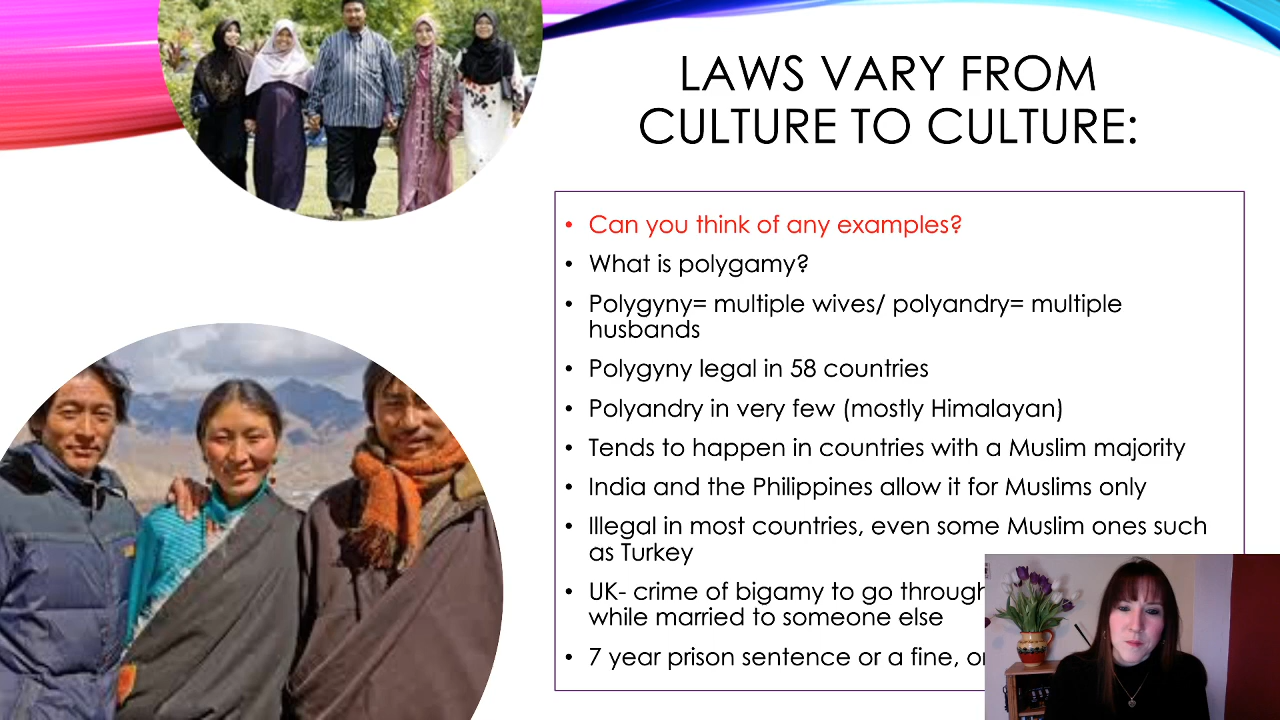 LAWS VARY FROM
CULTURE TO CULTURE:
• Can you think of any examples?
• What is polygamy?
• Polygyny= multiple wives/ polyandry= multiple
husbands
• Polygyny legal in 58 countries
• Polyandry in very few (mostly Himalayan)
• Tends to happen in countries with a Muslim majority
• India and the Philippines allow it for Muslims only
• Illegal in most countries, even some Muslim ones such
as Turkey
• UK- crime of bigamy to go through
while married to someone else
• 7 year prison sentence or a fine, or